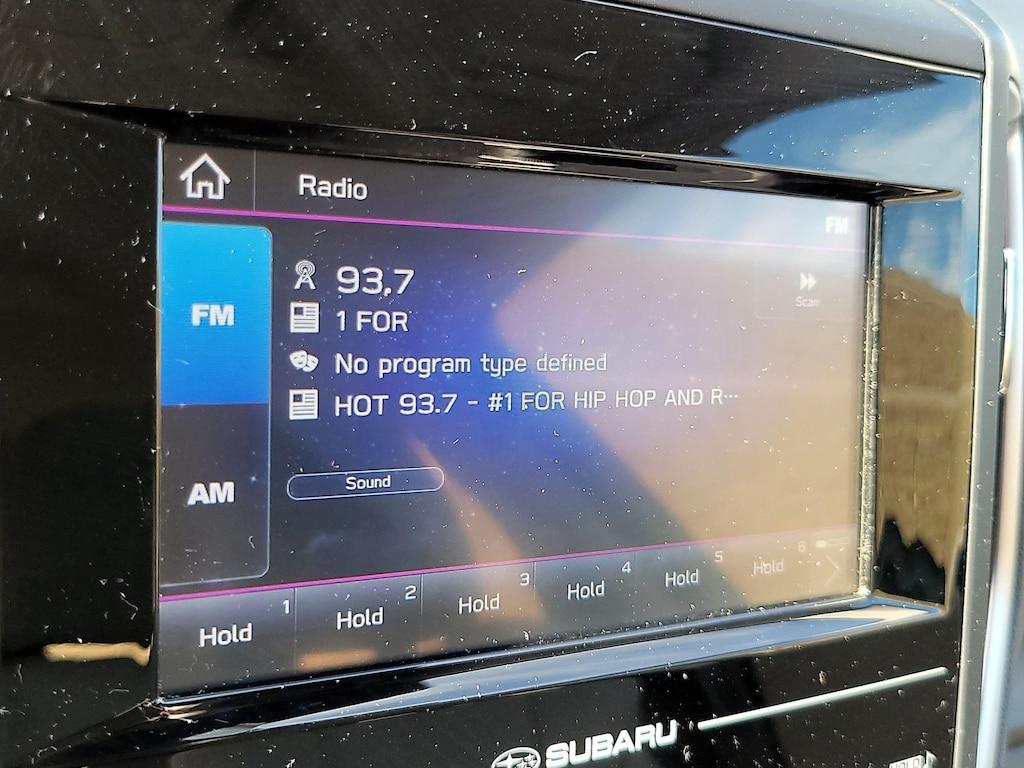 Radio
FM
93.7
Scan
FM
1 FOR
No program type defined
HOT 93.7 - #1 FOR HIP HOP AND R...
AM
Sound
1 2 3 4 5 6
Hold Hold Hold Hold Hold Hold
SUBARU
HOLD